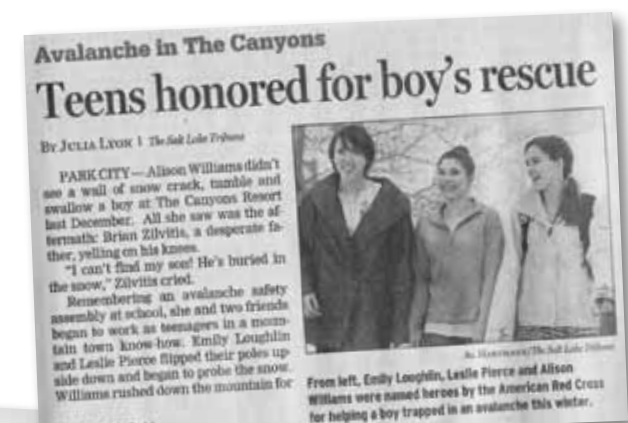 Avalanche in The Canyons
Teens honored for boy's rescue
BY JULIA LYON | The Salt Lake Tribune
PARK CITY — Alison Williams didn't
see a wall of snow crack, tumble and
swallow a boy at The Canyons Resort
last December. All she saw was the af-
termath: Brian Zilvitis, a desperate fa-
ther, yelling on his knees.
"I can't find my son! He's buried in
the snow," Zilvitis cried.
Remembering an avalanche safety
assembly at school, she and two friends
began to work as teenagers in a moun-
tain town know-how. Emily Loughlin
and Leslie Pierce flipped their poles up-
side down and began to probe the snow.
Williams rushed down the mountain for
AL HARTMANN/The Salt Lake Tribune
From left, Emily Loughlin, Leslie Pierce and Alison
Williams were named heroes by the American Red Cross
for helping a boy trapped in an avalanche this winter.